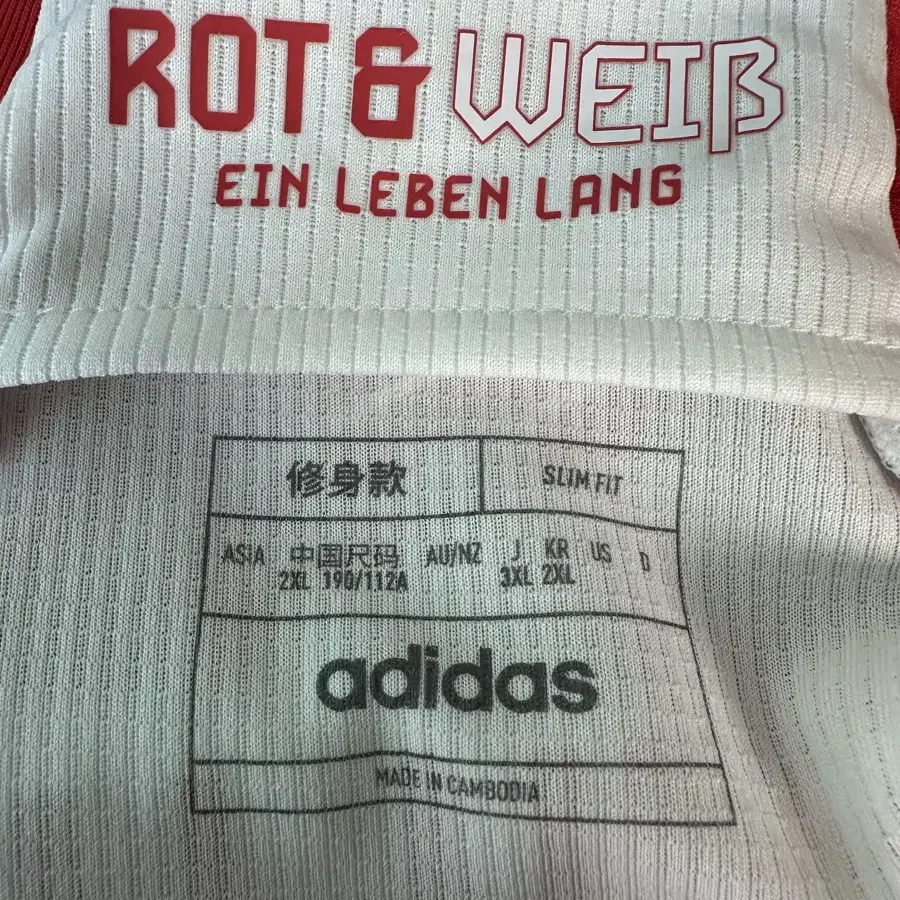 ROT & WEIß
EIN LEBEN LANG
修身款 SLIM FIT
ASIA 中国尺码 AU/NZ J KR US D
2XL 190/112A 3XL 2XL
adidas
MADE IN CAMBODIA